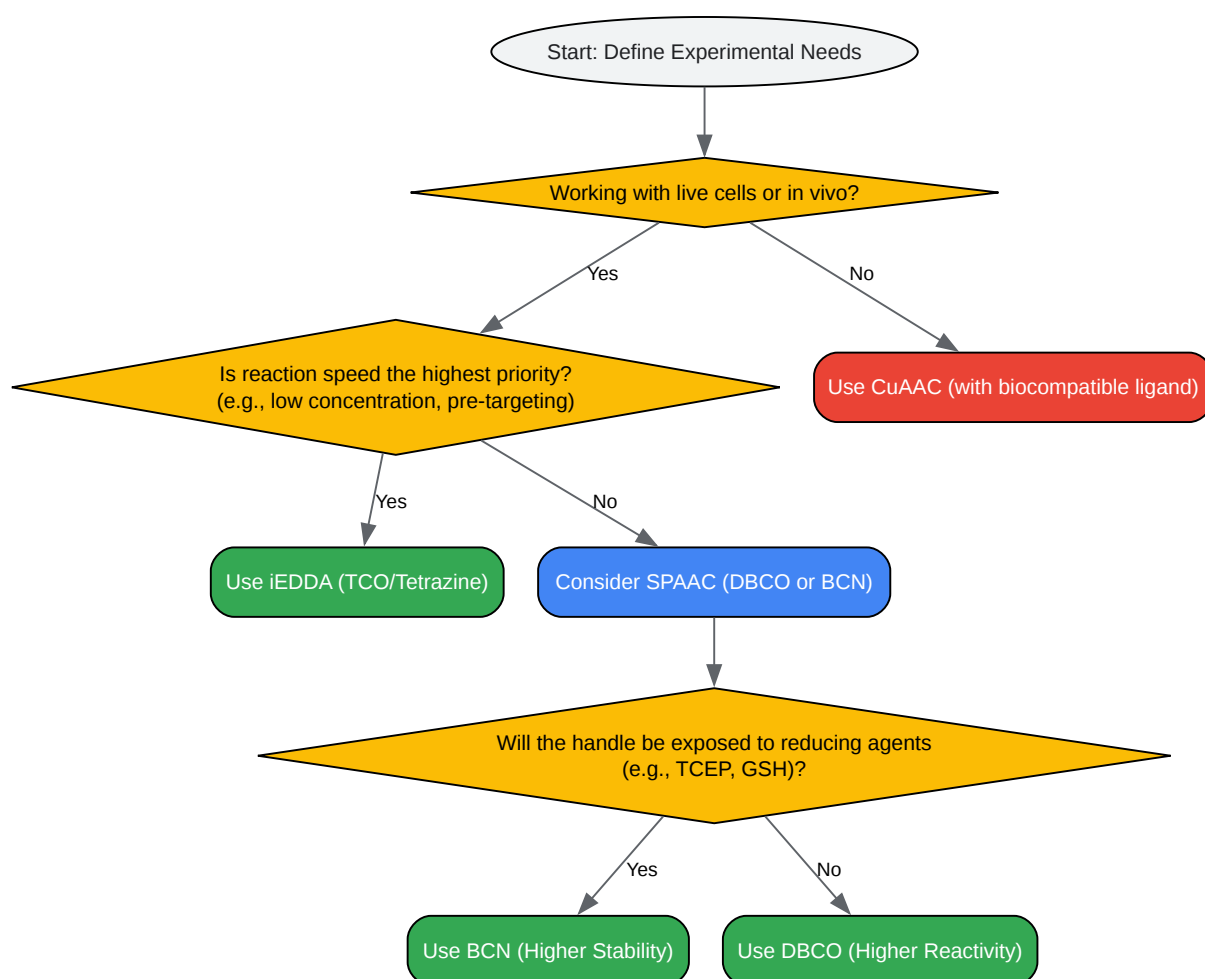 Start: Define Experimental Needs
Working with live cells or in vivo?
Yes
No
Is reaction speed the highest priority?
(e.g., low concentration, pre-targeting)
Use CuAAC (with biocompatible ligand)
Yes
No
Use iEDDA (TCO/Tetrazine)
Consider SPAAC (DBCO or BCN)
Will the handle be exposed to reducing agents
(e.g., TCEP, GSH)?
Yes
No
Use BCN (Higher Stability)
Use DBCO (Higher Reactivity)